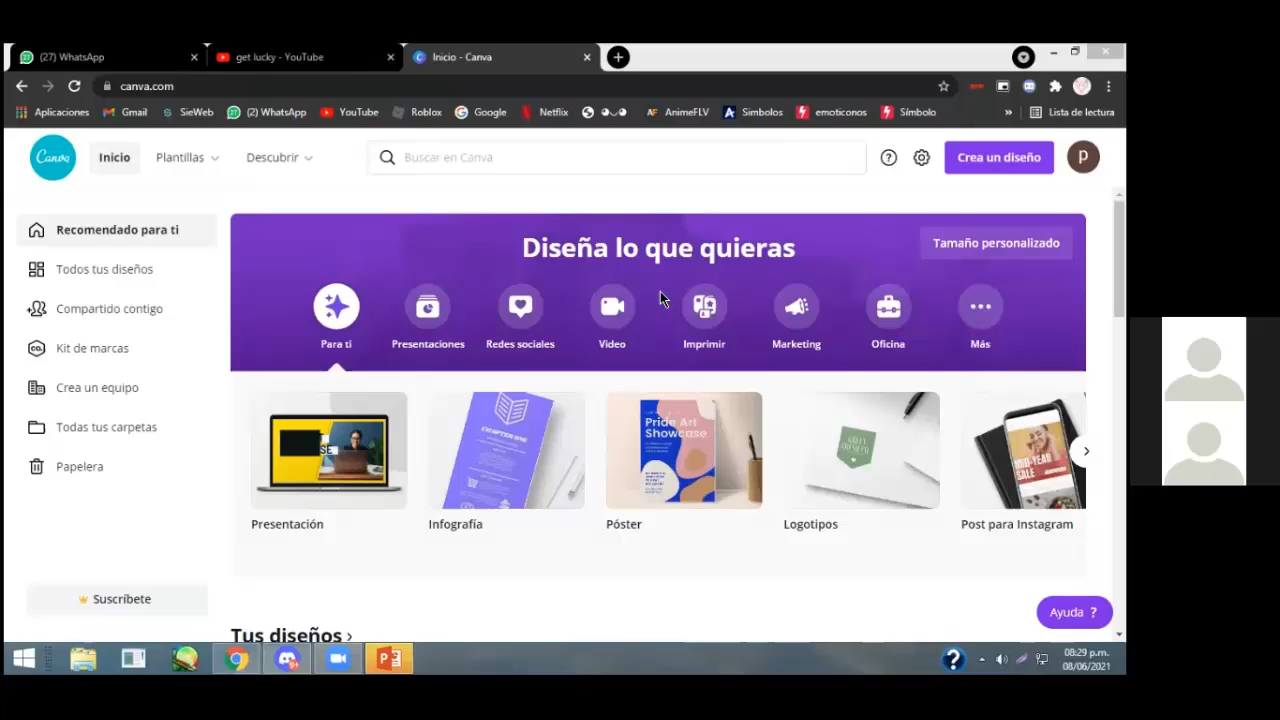 (27) WhatsApp
get lucky - YouTube
Inicio - Canva
canva.com
Aplicaciones
Gmail
SieWeb
(2) WhatsApp
YouTube
Roblox
Google
Netflix
AnimeFLV
Simbolos
emoticonos
Símbolo
»
Lista de lectura
Canva
Inicio
Plantillas
Descubrir
Buscar en Canva
Crea un diseño
p
Recomendado para ti
Todos tus diseños
Compartido contigo
Kit de marcas
Crea un equipo
Todas tus carpetas
Papelera
Suscríbete
Diseña lo que quieras
Tamaño personalizado
Para ti
Presentaciones
Redes sociales
Video
Imprimir
Marketing
Oficina
Más
Pride Art
Showcase
MID-YEAR
SALE
Presentación
Infografía
Póster
Logotipos
Post para Instagram
Tus diseños ›
Ayuda ?
08:29 p.m.
08/06/2021